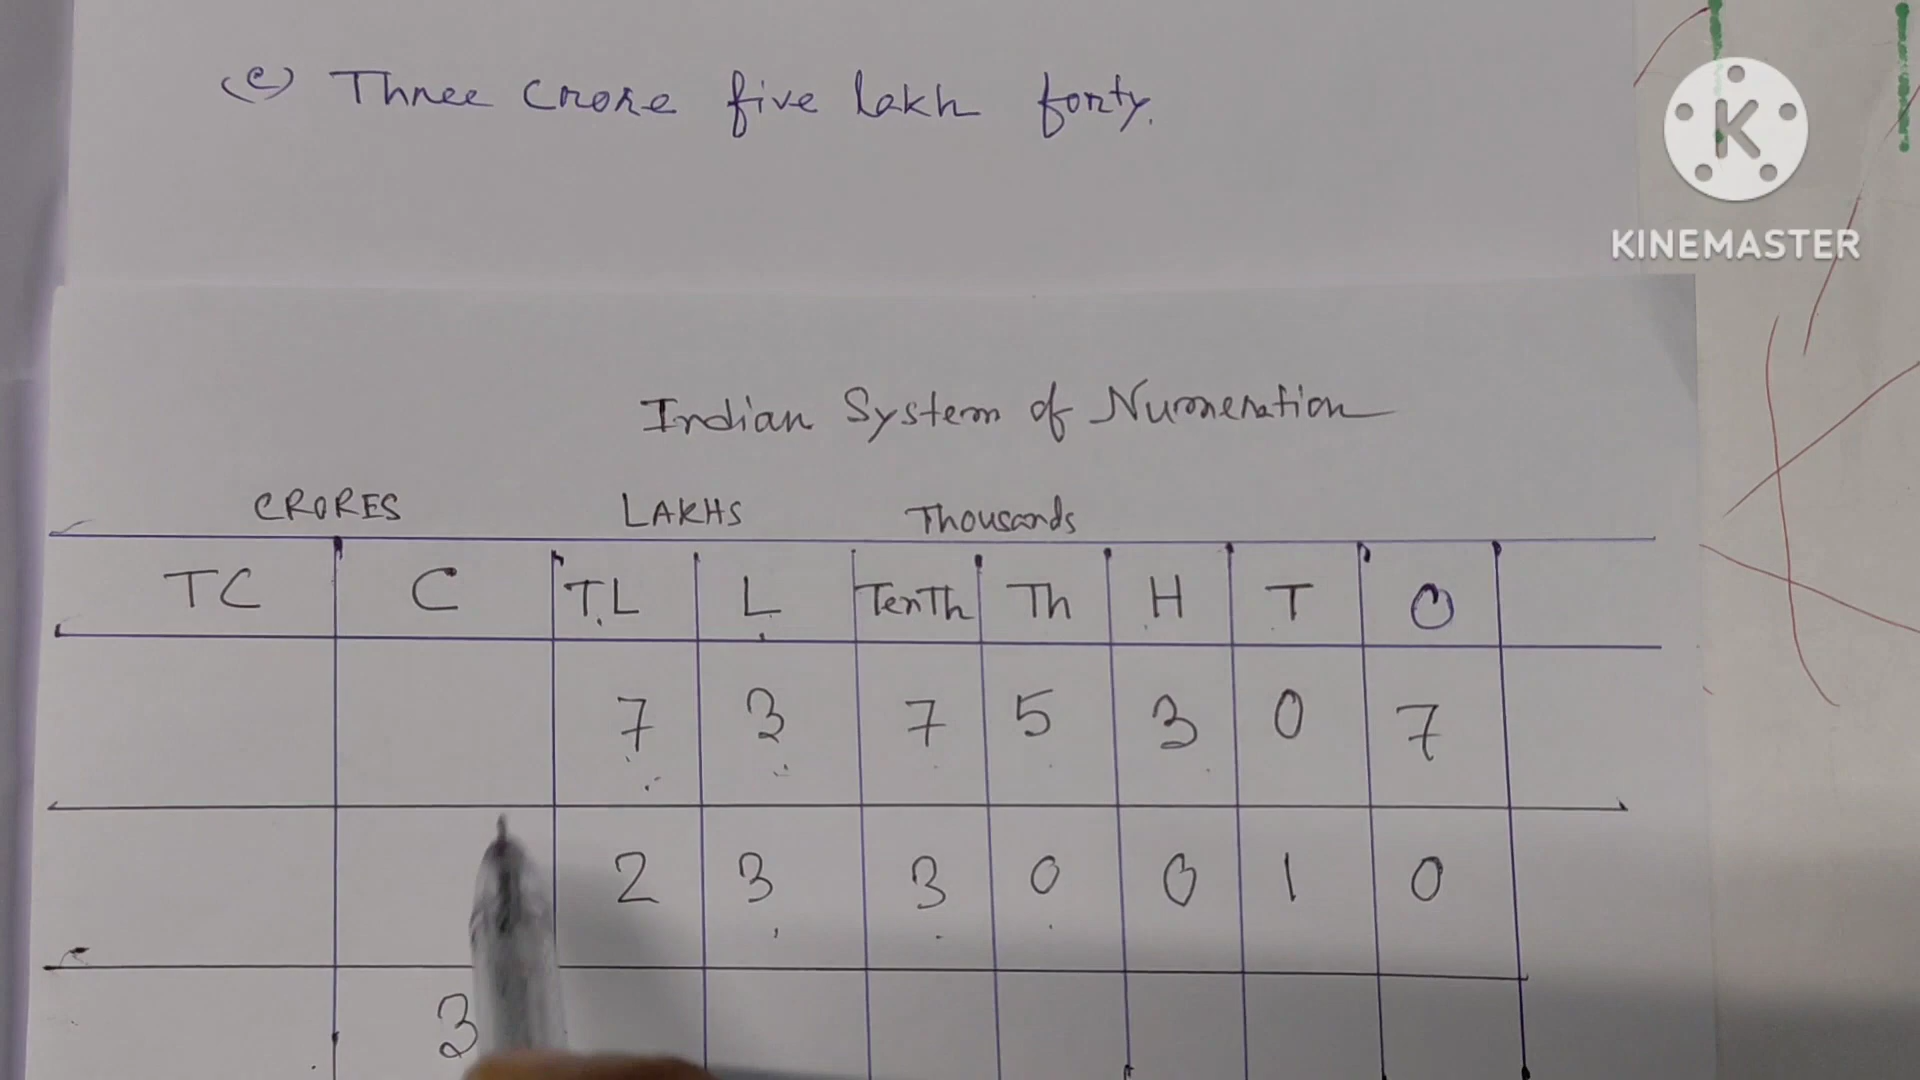 (c) Three crore five lakh forty.
K
KINEMASTER
Indian System of Numeration
CRORES LAKHS Thousands
TC C T.L L TenTh Th H T O
7 3 7 5 3 0 7
2 3 3 0 0 1 0
3